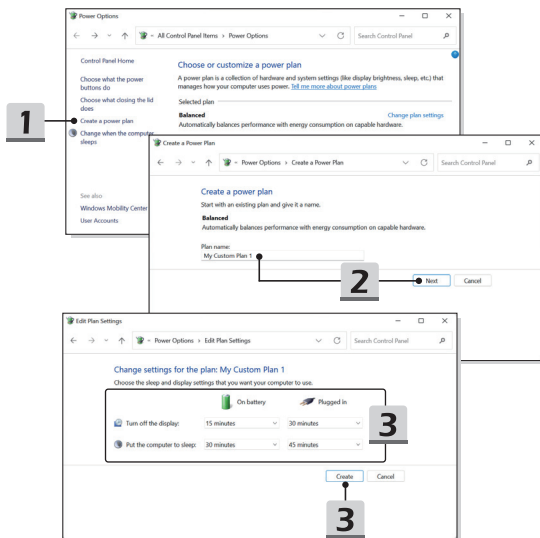 Power Options
« All Control Panel Items › Power Options
Search Control Panel
Control Panel Home
Choose what the power
buttons do
Choose what closing the lid
does
Create a power plan
Change when the computer
sleeps
See also
Windows Mobility Center
User Accounts
Choose or customize a power plan
A power plan is a collection of hardware and system settings (like display brightness, sleep, etc.) that
manages how your computer uses power. Tell me more about power plans
Selected plan
Balanced
Change plan settings
Automatically balances performance with energy consumption on capable hardware.
1
Create a Power Plan
« Power Options › Create a Power Plan
Search Control Panel
Create a power plan
Start with an existing plan and give it a name.
Balanced
Automatically balances performance with energy consumption on capable hardware.
Plan name:
My Custom Plan 1
2
Next Cancel
Edit Plan Settings
« Power Options › Edit Plan Settings
Search Control Panel
Change settings for the plan: My Custom Plan 1
Choose the sleep and display settings that you want your computer to use.
On battery Plugged in
Turn off the display: 15 minutes 30 minutes
Put the computer to sleep: 30 minutes 45 minutes
3
Create Cancel
3